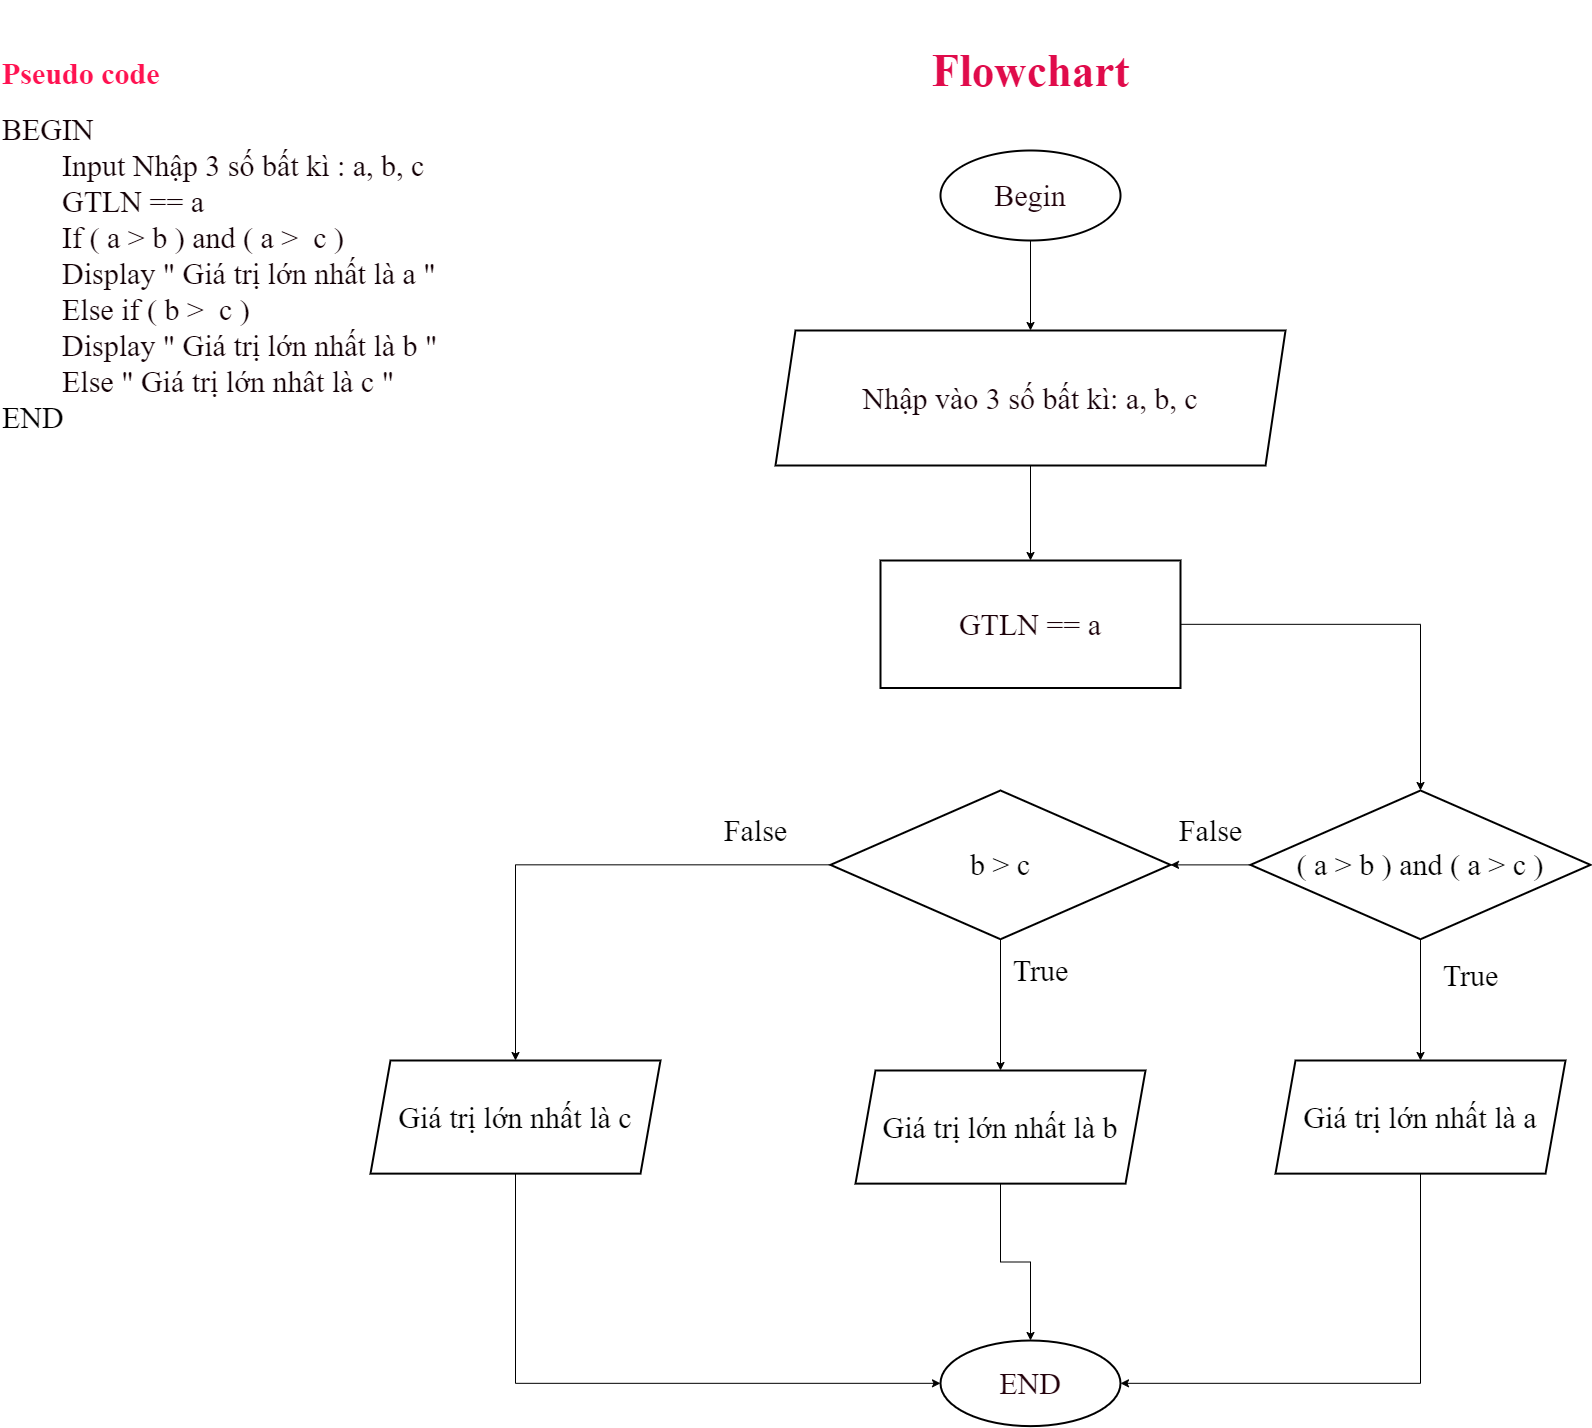 Pseudo code
BEGIN
Input Nhập 3 số bất kì : a, b, c
GTLN == a
If ( a > b ) and ( a >  c )
Display " Giá trị lớn nhất là a "
Else if ( b >  c )
Display " Giá trị lớn nhất là b "
Else " Giá trị lớn nhât là c "
END
Flowchart
Begin
Nhập vào 3 số bất kì: a, b, c
GTLN == a
( a > b ) and ( a > c )
False
b > c
False
True
True
Giá trị lớn nhất là c
Giá trị lớn nhất là b
Giá trị lớn nhất là a
END